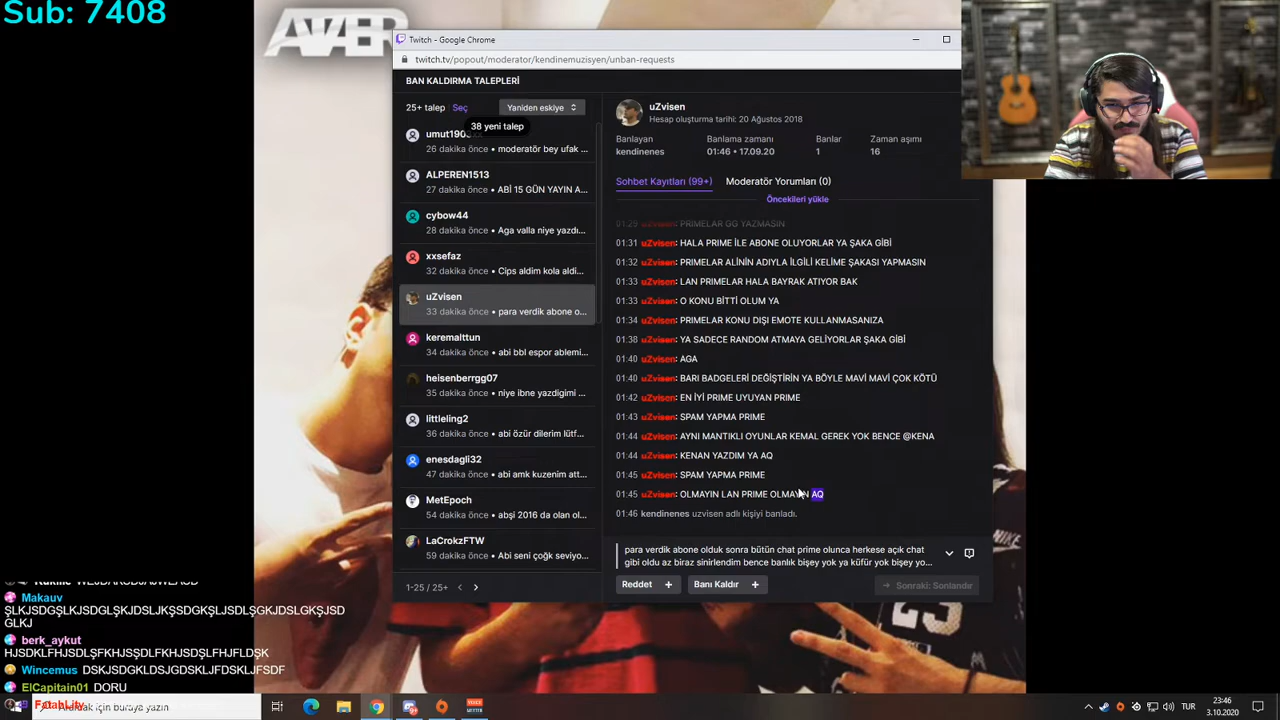 Sub: 7408
AWZER
Twitch - Google Chrome
twitch.tv/popout/moderator/kendinemuzisyen/unban-requests
BAN KALDIRMA TALEPLERİ
25+ talep Seç Yaniden eskiye
38 yeni talep
26 dakika önce • moderatör bey ufak ...
ALPEREN1513
27 dakika önce • ABİ 15 GÜN YAYIN A...
cybow44
28 dakika önce • Aga valla niye yazdı...
xxsefaz
32 dakika önce • Cips aldim kola aldi...
uZvisen
33 dakika önce • para verdik abone o...
keremalttun
34 dakika önce • abi bbl espor ablemi...
heisenberrgg07
35 dakika önce • niye ibne yazdigimi ...
littleling2
36 dakika önce • abi özür dilerim lütf...
enesdagli32
47 dakika önce • abi amk kuzenim att...
MetEpoch
54 dakika önce • abşi 2016 da olan ol...
LaCrokzFTW
59 dakika önce • Abi seni çoğk seviyo...
1-25 / 25+
uZvisen
Hesap oluşturma tarihi: 20 Ağustos 2018
Banlayan Banlama zamanı Banlar Zaman aşımı
kendinenes 01:46 • 17.09.20 1 16
Sohbet Kayıtları (99+) Moderatör Yorumları (0)
Öncekileri yükle
01:29 uZvisen: PRIMELAR GG YAZMASIN
01:31 uZvisen: HALA PRIME İLE ABONE OLUYORLAR YA ŞAKA GİBİ
01:32 uZvisen: PRIMELAR ALİNİN ADIYLA İLGİLİ KELİME ŞAKASI YAPMASIN
01:33 uZvisen: LAN PRIMELAR HALA BAYRAK ATIYOR BAK
01:33 uZvisen: O KONU BİTTİ OLUM YA
01:34 uZvisen: PRIMELAR KONU DIŞI EMOTE KULLANMASANIZA
01:38 uZvisen: YA SADECE RANDOM ATMAYA GELİYORLAR ŞAKA GİBİ
01:40 uZvisen: AGA
01:40 uZvisen: BARI BADGELERİ DEĞİŞTİRİN YA BÖYLE MAVİ MAVİ ÇOK KÖTÜ
01:42 uZvisen: EN İYİ PRIME UYUYAN PRIME
01:43 uZvisen: SPAM YAPMA PRIME
01:44 uZvisen: AYNI MANTIKLI OYUNLAR KEMAL GEREK YOK BENCE @KENA
01:44 uZvisen: KENAN YAZDIM YA AQ
01:45 uZvisen: SPAM YAPMA PRIME
01:45 uZvisen: OLMAYIN LAN PRIME OLMAYIN AQ
01:46 kendinenes uzvisen adlı kişiyi banladı.
para verdik abone olduk sonra bütün chat prime olunca herkese açık chat
gibi oldu az biraz sinirlendim bence banlık bişey yok ya küfür yok bişey yo...
Reddet + Banı Kaldır + → Sonraki: Sonlandır
Makauv
berk_aykut
Wincemus DSKJSDGKLDSJGDSKLJFDSKLJFSDF
ElCapitain01 DORU
TUR
23:46
3.10.2020